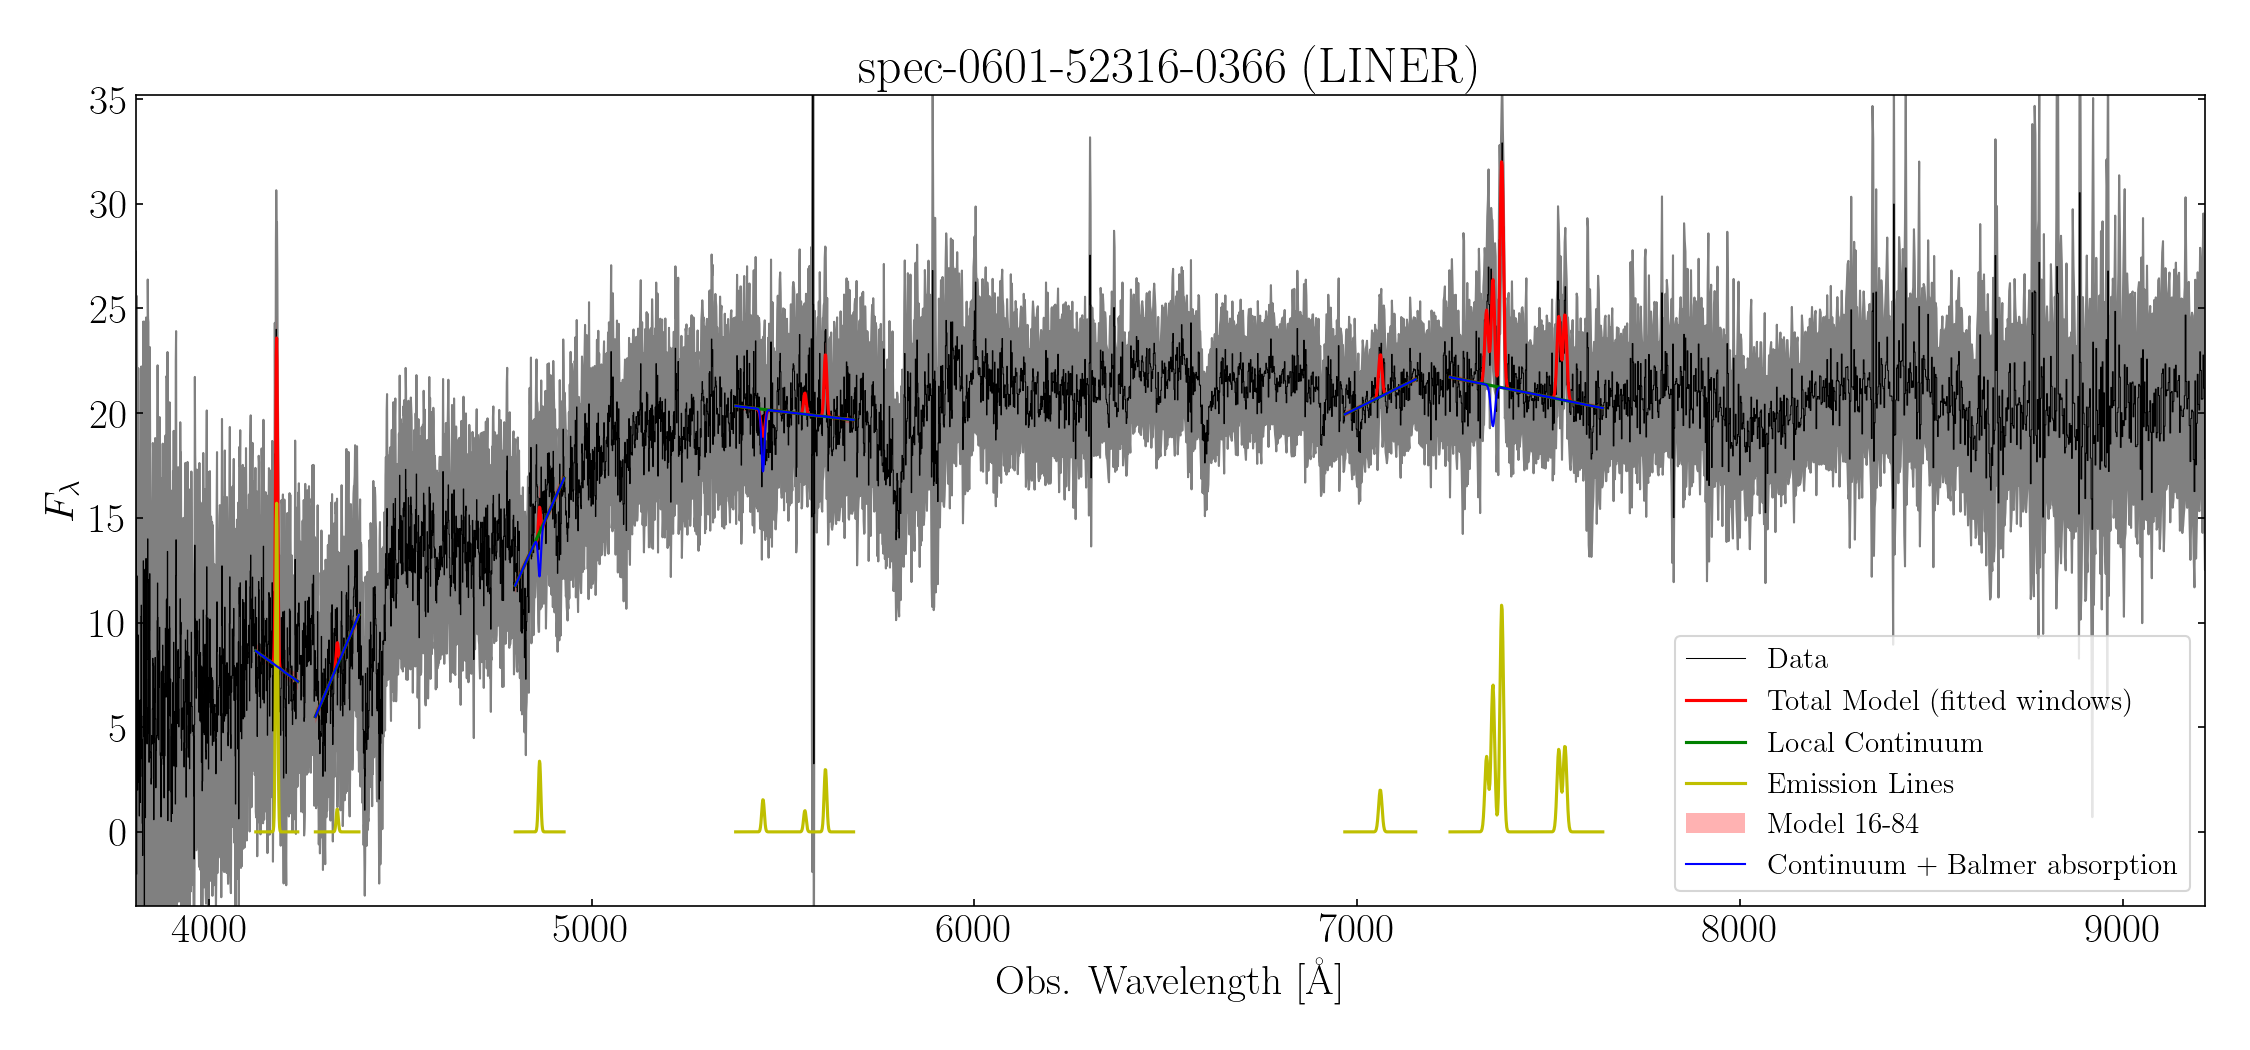 spec-0601-52316-0366 (LINER)
35
30
25
20
15
10
5
0
F_λ
4000 5000 6000 7000 8000 9000
Obs. Wavelength [Å]
Data
Total Model (fitted windows)
Local Continuum
Emission Lines
Model 16-84
Continuum + Balmer absorption